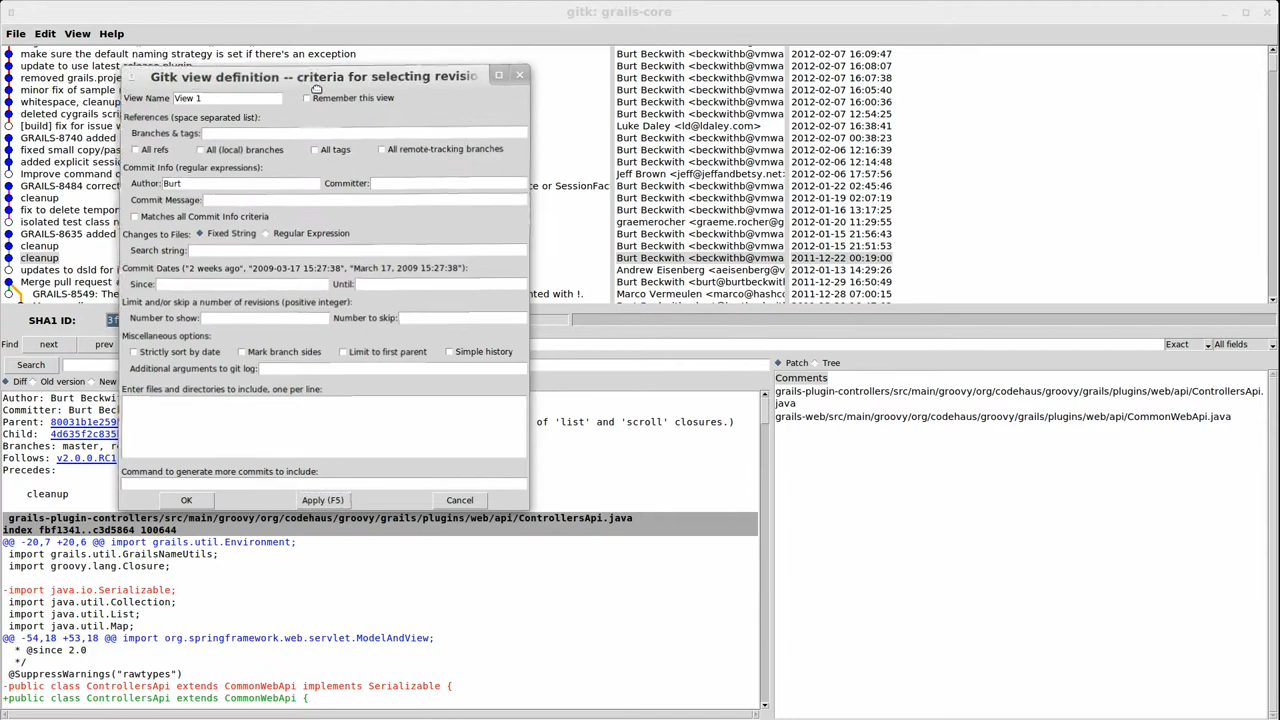 gitk: grails-core
File Edit View Help
make sure the default naming strategy is set if there's an exception Burt Beckwith <beckwithb@vmwa 2012-02-07 16:09:47
update to use latest release plugin Burt Beckwith <beckwithb@vmwa 2012-02-07 16:08:07
removed grails.proje Burt Beckwith <beckwithb@vmwa 2012-02-07 16:07:38
minor fix of sample Burt Beckwith <beckwithb@vmwa 2012-02-07 16:05:40
whitespace, cleanup Burt Beckwith <beckwithb@vmwa 2012-02-07 16:00:36
deleted cygrails scrip Burt Beckwith <beckwithb@vmwa 2012-02-07 12:54:25
[build] fix for issue w Luke Daley <ld@ldaley.com> 2012-02-07 16:38:41
GRAILS-8740 added Burt Beckwith <beckwithb@vmwa 2012-02-07 00:38:23
fixed small copy/pas Burt Beckwith <beckwithb@vmwa 2012-02-06 12:16:54
added explicit session Burt Beckwith <beckwithb@vmwa 2012-02-06 12:14:48
Improve command Jeff Brown <jeff@jeffandbetsy.net> 2012-02-06 17:57:56
GRAILS-8484 correct e or SessionFac Burt Beckwith <beckwithb@vmwa 2012-01-22 02:45:46
cleanup Burt Beckwith <beckwithb@vmwa 2012-01-19 02:07:19
fix to delete tempor Burt Beckwith <beckwithb@vmwa 2012-01-16 13:17:25
isolated test class n graemerocher <graeme.rocher@g 2012-01-20 11:29:55
GRAILS-8635 added Burt Beckwith <beckwithb@vmwa 2012-01-15 21:56:43
cleanup Burt Beckwith <beckwithb@vmwa 2012-01-15 21:51:53
cleanup Burt Beckwith <beckwithb@vmwa 2011-12-22 00:19:00
updates to dsld for i Andrew Eisenberg <aeisenberg@v 2012-01-13 14:29:26
Merge pull request # Burt Beckwith <burt@burtbeckwith 2011-12-28 16:50:49
GRAILS-8549: The nted with !. Marco Vermeulen <marco@hashco 2011-12-28 07:00:15
Gitk view definition -- criteria for selecting revisio
View Name View 1 Remember this view
References (space separated list):
Branches & tags:
All refs All (local) branches All tags All remote-tracking branches
Commit Info (regular expressions):
Author: Burt Committer:
Commit Message:
Matches all Commit Info criteria
Changes to Files: Fixed String Regular Expression
Search string:
Commit Dates ("2 weeks ago", "2009-03-17 15:27:38", "March 17, 2009 15:27:38"):
Since: Until:
Limit and/or skip a number of revisions (positive integer):
Number to show: Number to skip:
Miscellaneous options:
Strictly sort by date Mark branch sides Limit to first parent Simple history
Additional arguments to git log:
Enter files and directories to include, one per line:
Command to generate more commits to include:
OK Apply (F5) Cancel
SHA1 ID: 3f
Find next prev Exact All fields
Search
Diff Old version New
Patch Tree
Comments
grails-plugin-controllers/src/main/groovy/org/codehaus/groovy/grails/plugins/web/api/ControllersApi.
java
grails-web/src/main/groovy/org/codehaus/groovy/grails/plugins/web/api/CommonWebApi.java
Author: Burt Beckwi
Committer: Burt Bec
Parent: 80031b1e259 of 'list' and 'scroll' closures.)
Child: 4d635f2c835
Branches: master, r
Follows: v2.0.0.RC1
Precedes:
cleanup
grails-plugin-controllers/src/main/groovy/org/codehaus/groovy/grails/plugins/web/api/ControllersApi.java
index fbf1341..c3d5864 100644
@@ -20,7 +20,6 @@ import grails.util.Environment;
import grails.util.GrailsNameUtils;
import groovy.lang.Closure;
-import java.io.Serializable;
import java.util.Collection;
import java.util.List;
import java.util.Map;
@@ -54,18 +53,18 @@ import org.springframework.web.servlet.ModelAndView;
* @since 2.0
*/
@SuppressWarnings("rawtypes")
-public class ControllersApi extends CommonWebApi implements Serializable {
+public class ControllersApi extends CommonWebApi {